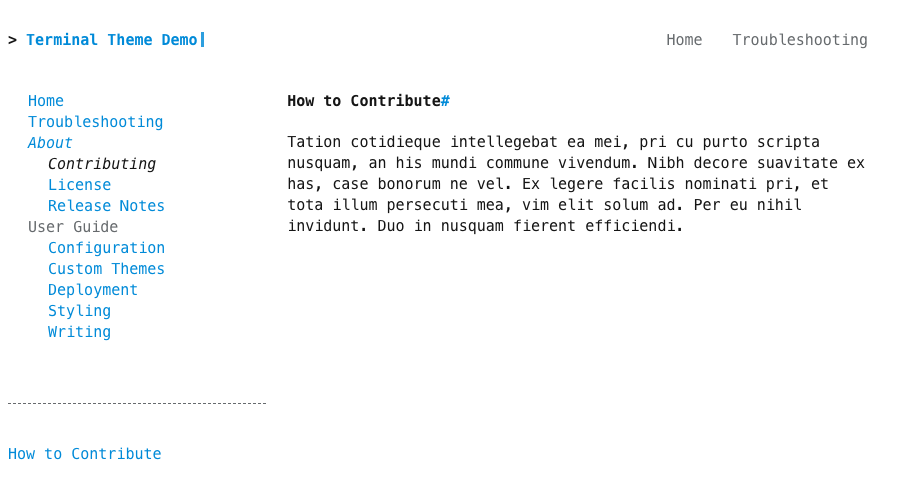 > Terminal Theme Demo
Home Troubleshooting
Home
Troubleshooting
About
Contributing
License
Release Notes
User Guide
Configuration
Custom Themes
Deployment
Styling
Writing
How to Contribute
How to Contribute#
Tation cotidieque intellegebat ea mei, pri cu purto scripta
nusquam, an his mundi commune vivendum. Nibh decore suavitate ex
has, case bonorum ne vel. Ex legere facilis nominati pri, et
tota illum persecuti mea, vim elit solum ad. Per eu nihil
invidunt. Duo in nusquam fierent efficiendi.